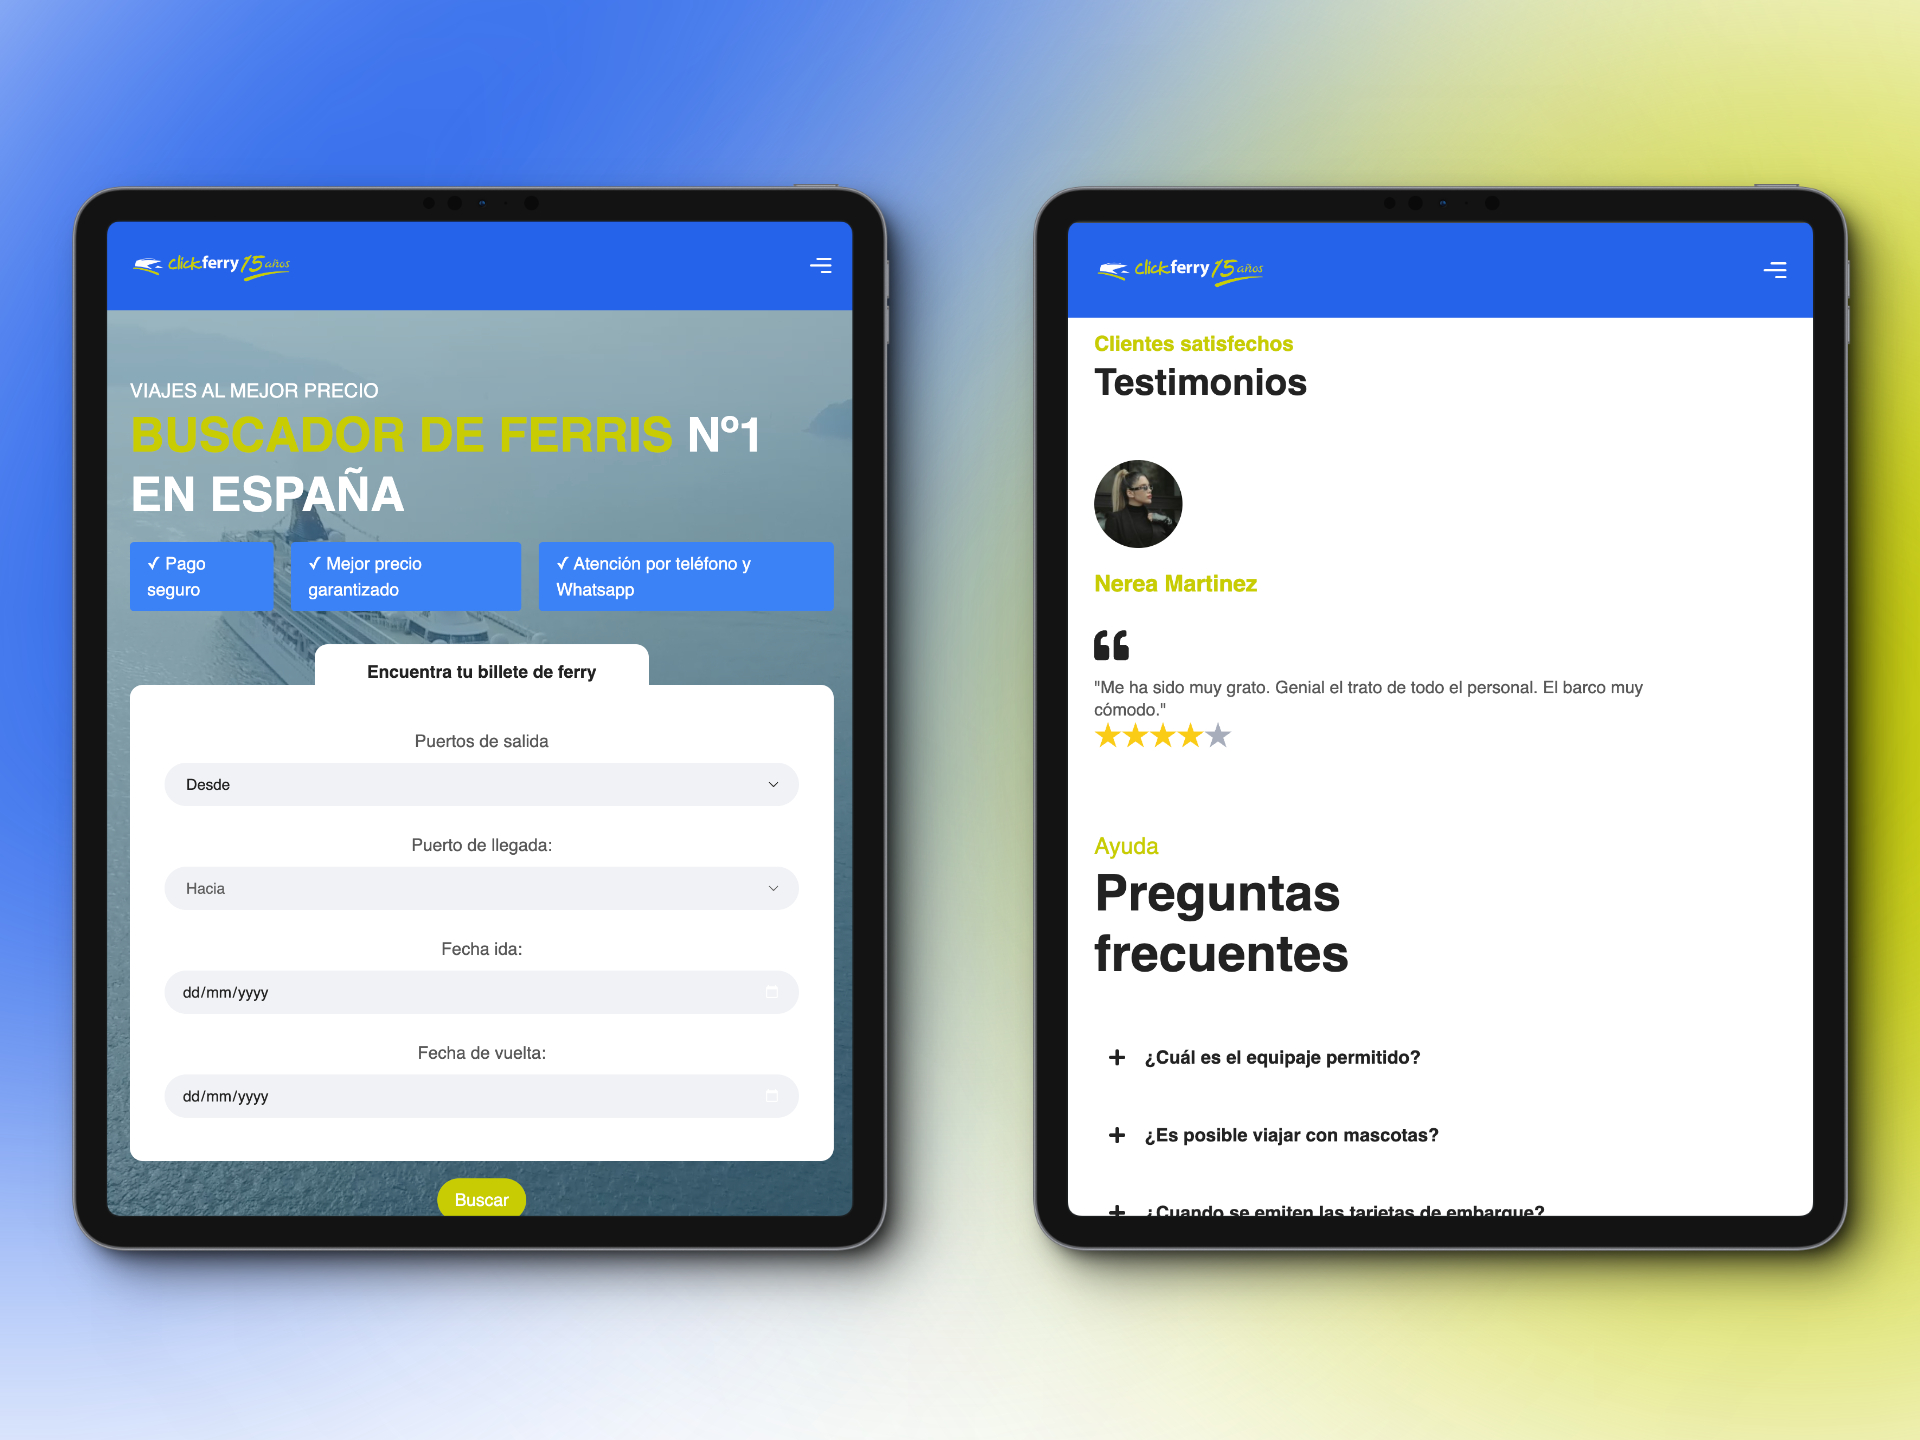 clickferry 15 años
VIAJES AL MEJOR PRECIO
BUSCADOR DE FERRIS Nº1
EN ESPAÑA
✓ Pago
seguro
✓ Mejor precio
garantizado
✓ Atención por teléfono y
Whatsapp
Encuentra tu billete de ferry
Puertos de salida
Desde
Puerto de llegada:
Hacia
Fecha ida:
dd/mm/yyyy
Fecha de vuelta:
dd/mm/yyyy
Buscar
clickferry 15 años
Clientes satisfechos
Testimonios
Nerea Martinez
"Me ha sido muy grato. Genial el trato de todo el personal. El barco muy
cómodo."
Ayuda
Preguntas
frecuentes
¿Cuál es el equipaje permitido?
¿Es posible viajar con mascotas?
¿Cuando se emiten las tarjetas de embarque?